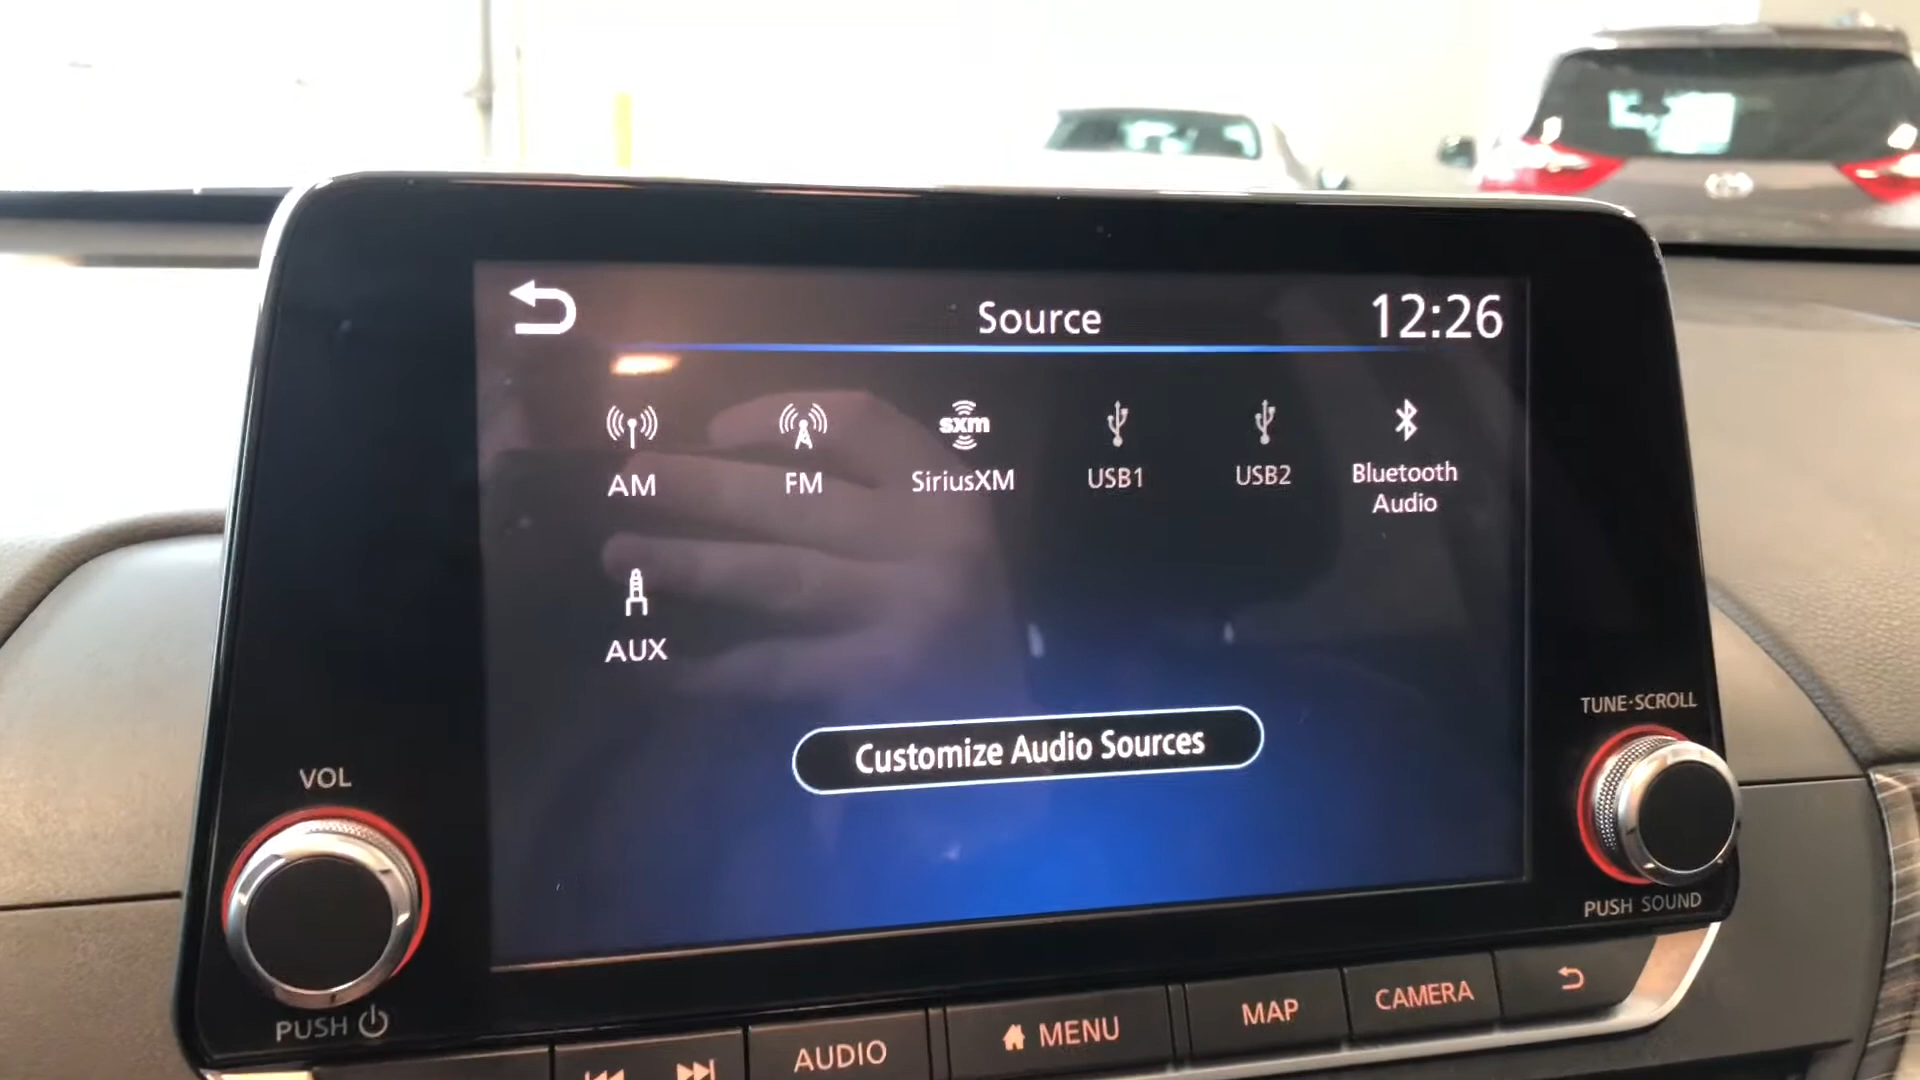 Source
12:26
AM
FM
sxm
SiriusXM
USB1
USB2
Bluetooth
Audio
AUX
Customize Audio Sources
VOL
PUSH
TUNE·SCROLL
PUSH SOUND
AUDIO
MENU
MAP
CAMERA